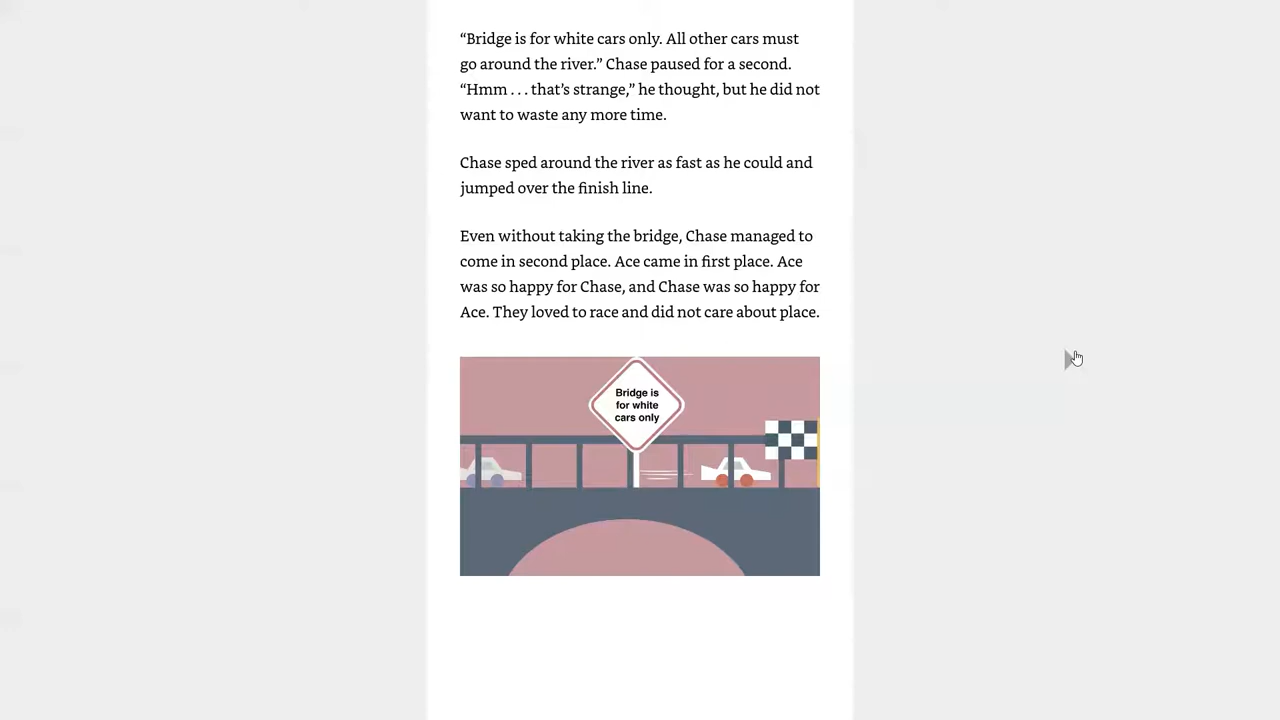 “Bridge is for white cars only. All other cars must
go around the river.” Chase paused for a second.
“Hmm . . . that’s strange,” he thought, but he did not
want to waste any more time.
Chase sped around the river as fast as he could and
jumped over the finish line.
Even without taking the bridge, Chase managed to
come in second place. Ace came in first place. Ace
was so happy for Chase, and Chase was so happy for
Ace. They loved to race and did not care about place.
Bridge is
for white
cars only